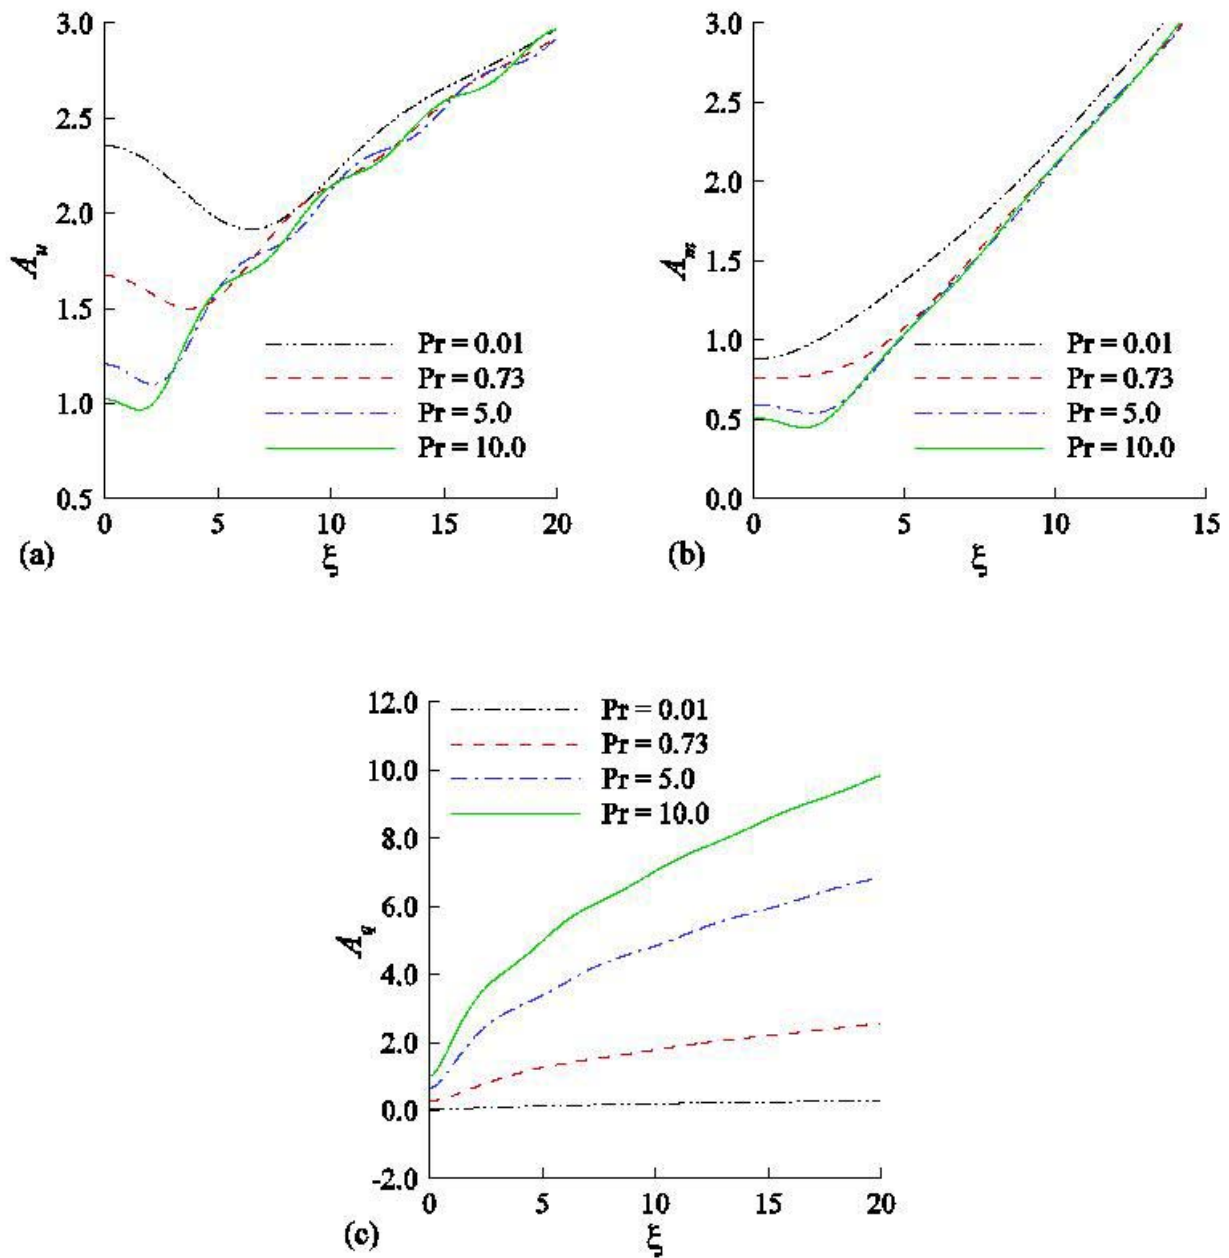 3.0
2.5
2.0
1.5
1.0
0.5
A_u
0 5 10 15 20
ξ
(a)
Pr = 0.01
Pr = 0.73
Pr = 5.0
Pr = 10.0
3.0
2.5
2.0
1.5
1.0
0.5
0.0
A_m
0 5 10 15
ξ
(b)
Pr = 0.01
Pr = 0.73
Pr = 5.0
Pr = 10.0
12.0
10.0
8.0
6.0
4.0
2.0
0.0
-2.0
A_q
0 5 10 15 20
ξ
(c)
Pr = 0.01
Pr = 0.73
Pr = 5.0
Pr = 10.0